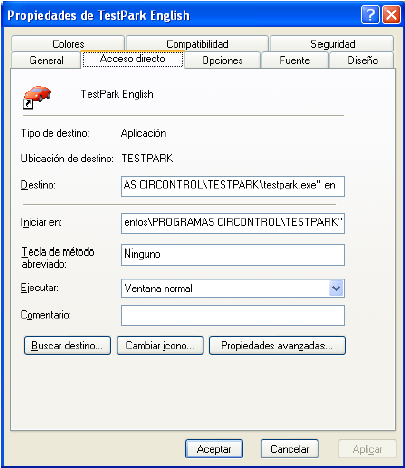 Propiedades de TestPark English
Colores Compatibilidad Seguridad
General Acceso directo Opciones Fuente Diseño
TestPark English
Tipo de destino: Aplicación
Ubicación de destino: TESTPARK
Destino: AS CIRCONTROL\TESTPARK\testpark.exe" en
Iniciar en: entos\PROGRAMAS CIRCONTROL\TESTPARK"
Tecla de método abreviado: Ninguno
Ejecutar: Ventana normal
Comentario:
Buscar destino... Cambiar icono... Propiedades avanzadas...
Aceptar Cancelar Aplicar